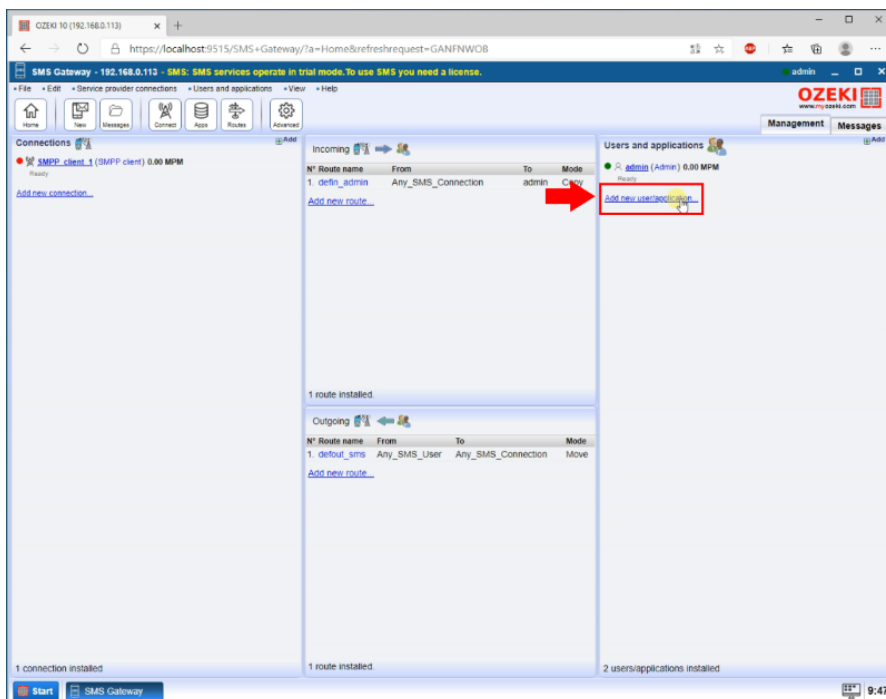 OZEKI 10 (192.168.0.113)
https://localhost:9515/SMS+Gateway/?a=Home&refreshrequest=GANFNWOB
SMS Gateway - 192.168.0.113 - SMS: SMS services operate in trial mode.To use SMS you need a license.
admin
File Edit Service provider connections Users and applications View Help
OZEKI
www.myozeki.com
Home New Messages Connect Apps Routes Advanced
Management Messages
Connections Add
SMPP_client_1 (SMPP client) 0.00 MPM
Ready
Add new connection...
1 connection installed
Incoming
N° Route name From To Mode
1. defin_admin Any_SMS_Connection admin Copy
Add new route...
1 route installed.
Outgoing
N° Route name From To Mode
1. defout_sms Any_SMS_User Any_SMS_Connection Move
Add new route...
1 route installed.
Users and applications Add
admin (Admin) 0.00 MPM
Ready
Add new user/application...
2 users/applications installed
Start SMS Gateway 9:47